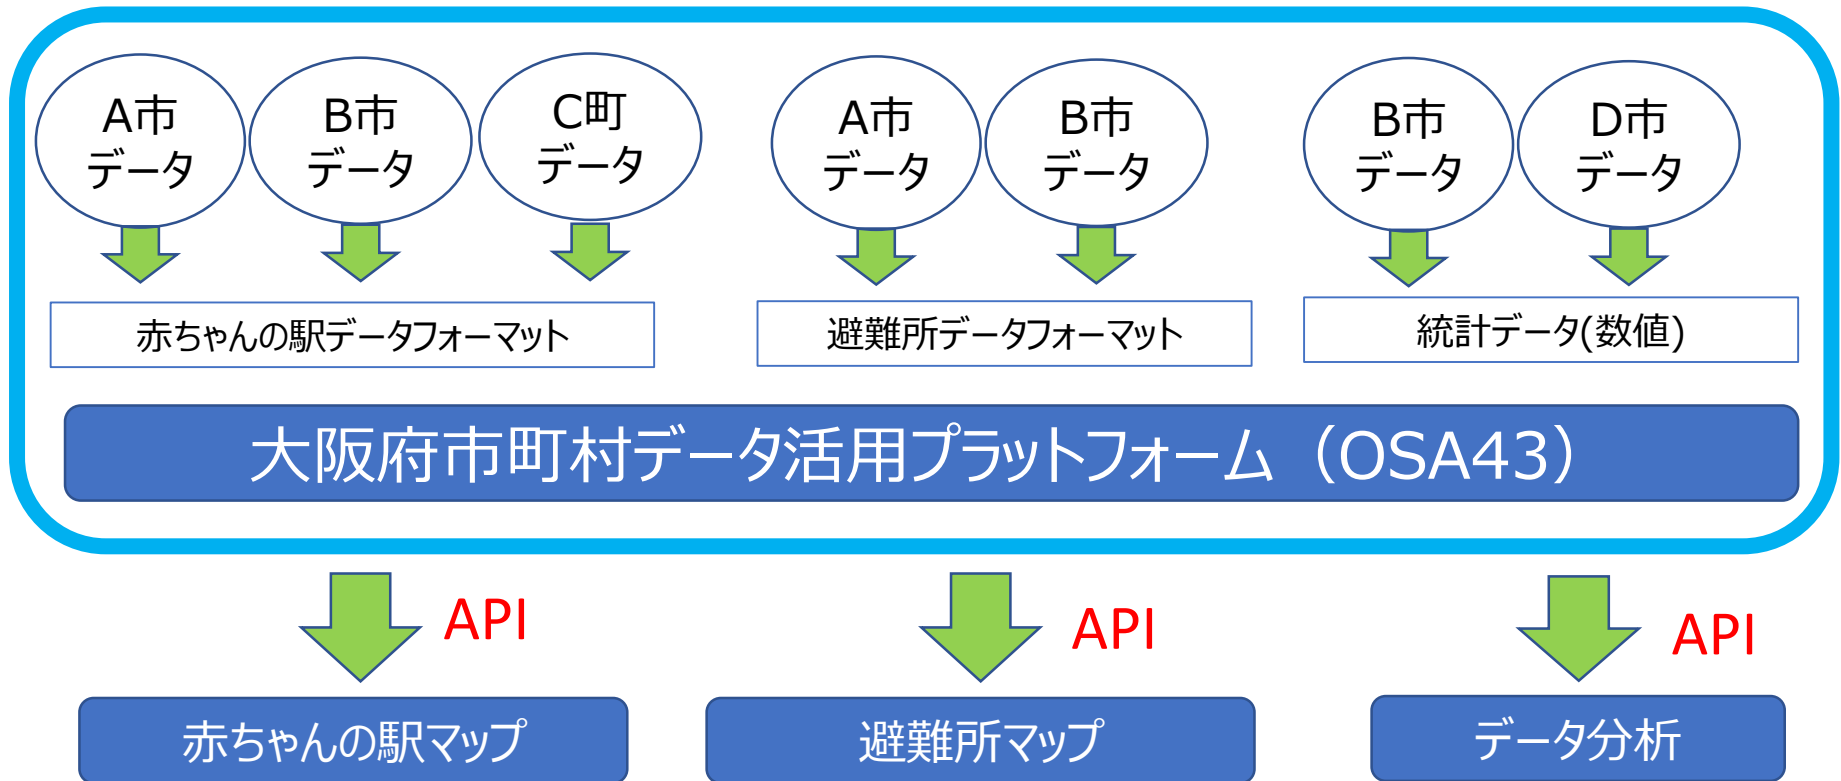 A市
データ
B市
データ
C町
データ
A市
データ
B市
データ
B市
データ
D市
データ
赤ちゃんの駅データフォーマット
避難所データフォーマット
統計データ(数値)
大阪府市町村データ活用プラットフォーム（OSA43）
API
API
API
赤ちゃんの駅マップ
避難所マップ
データ分析